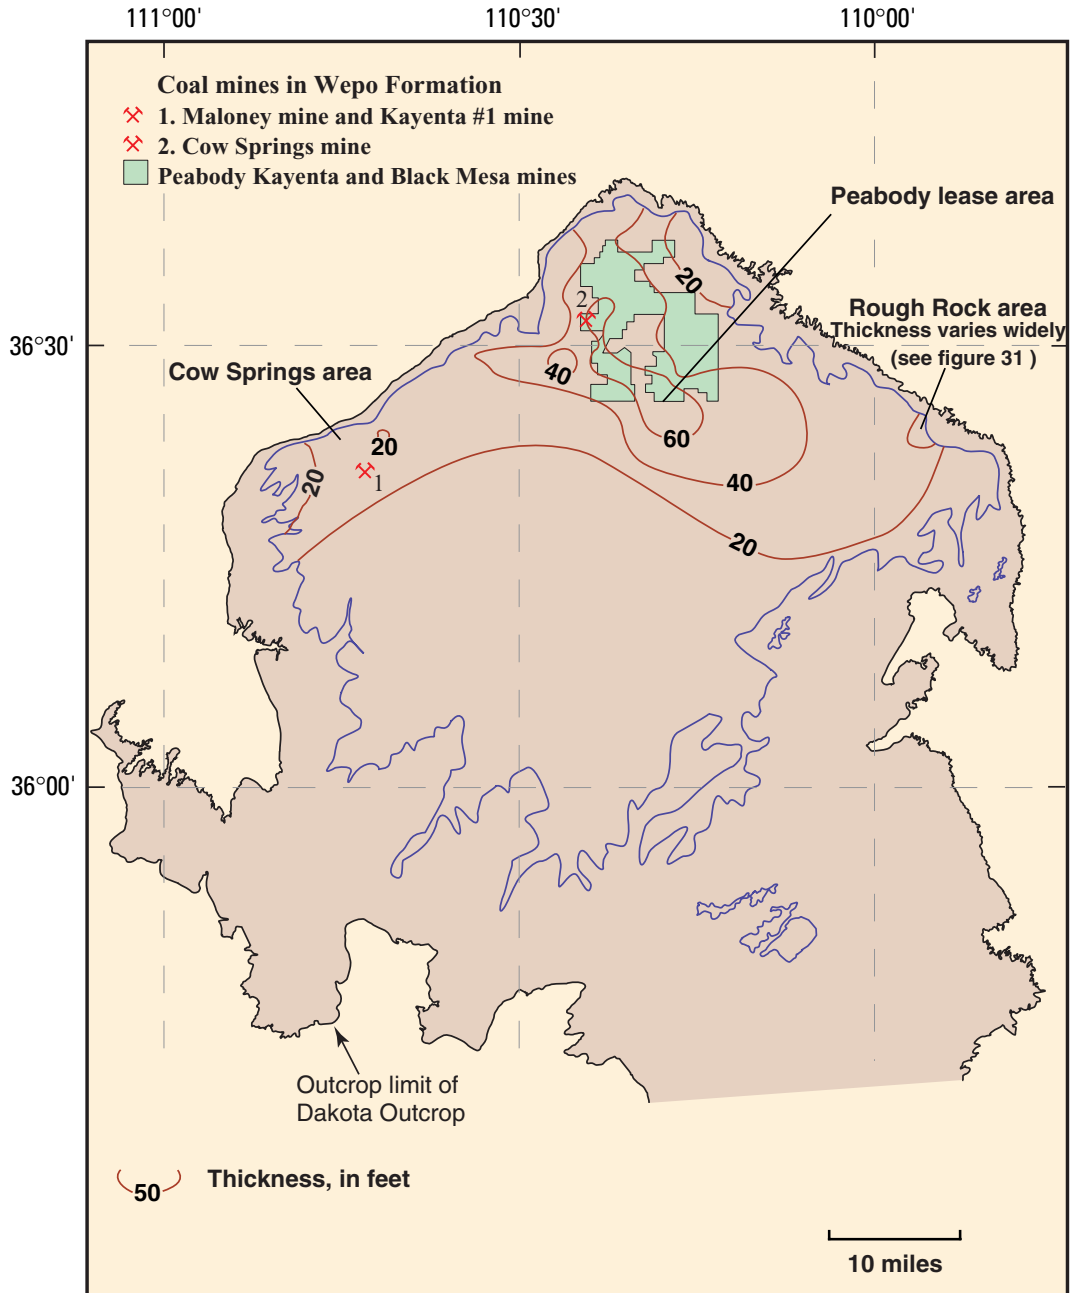 111°00' 110°30' 110°00'
Coal mines in Wepo Formation
1. Maloney mine and Kayenta #1 mine
2. Cow Springs mine
Peabody Kayenta and Black Mesa mines
Peabody lease area
20
2
Rough Rock area
Thickness varies widely
(see figure 31 )
36°30'
Cow Springs area
40
60
20
20
1
40
20
36°00'
Outcrop limit of
Dakota Outcrop
50
Thickness, in feet
10 miles